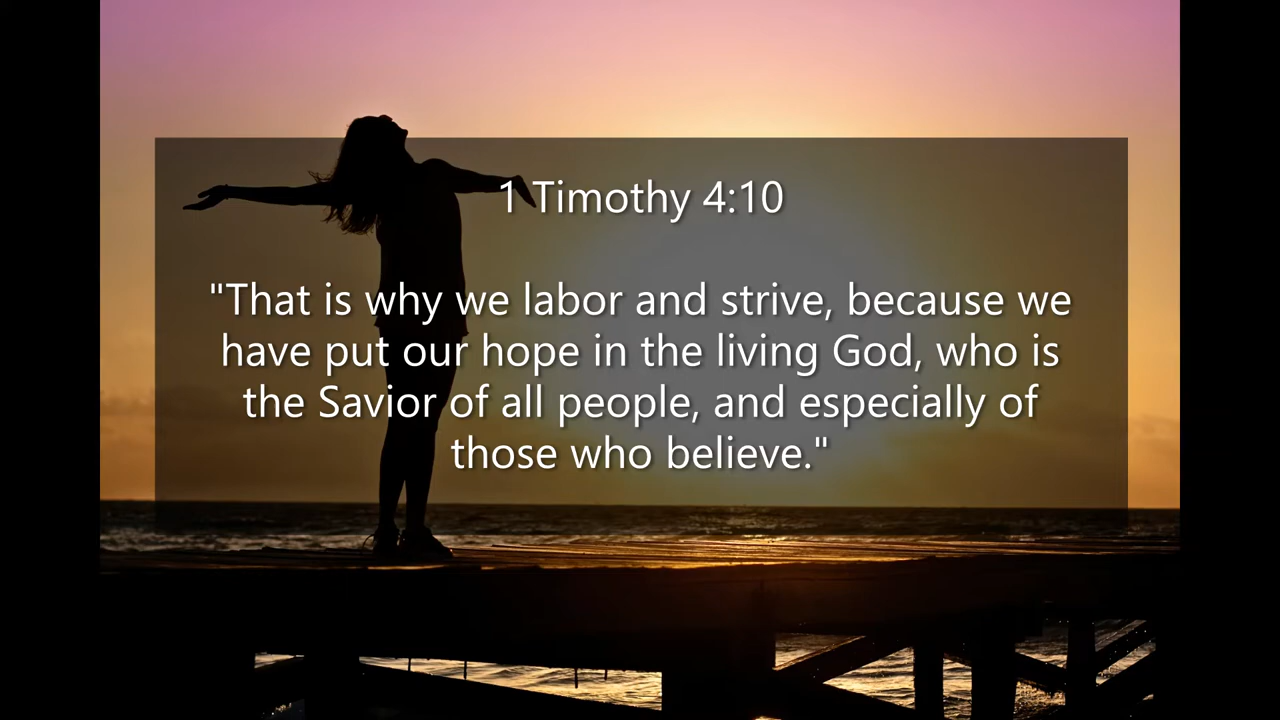 1 Timothy 4:10
"That is why we labor and strive, because we
have put our hope in the living God, who is
the Savior of all people, and especially of
those who believe."